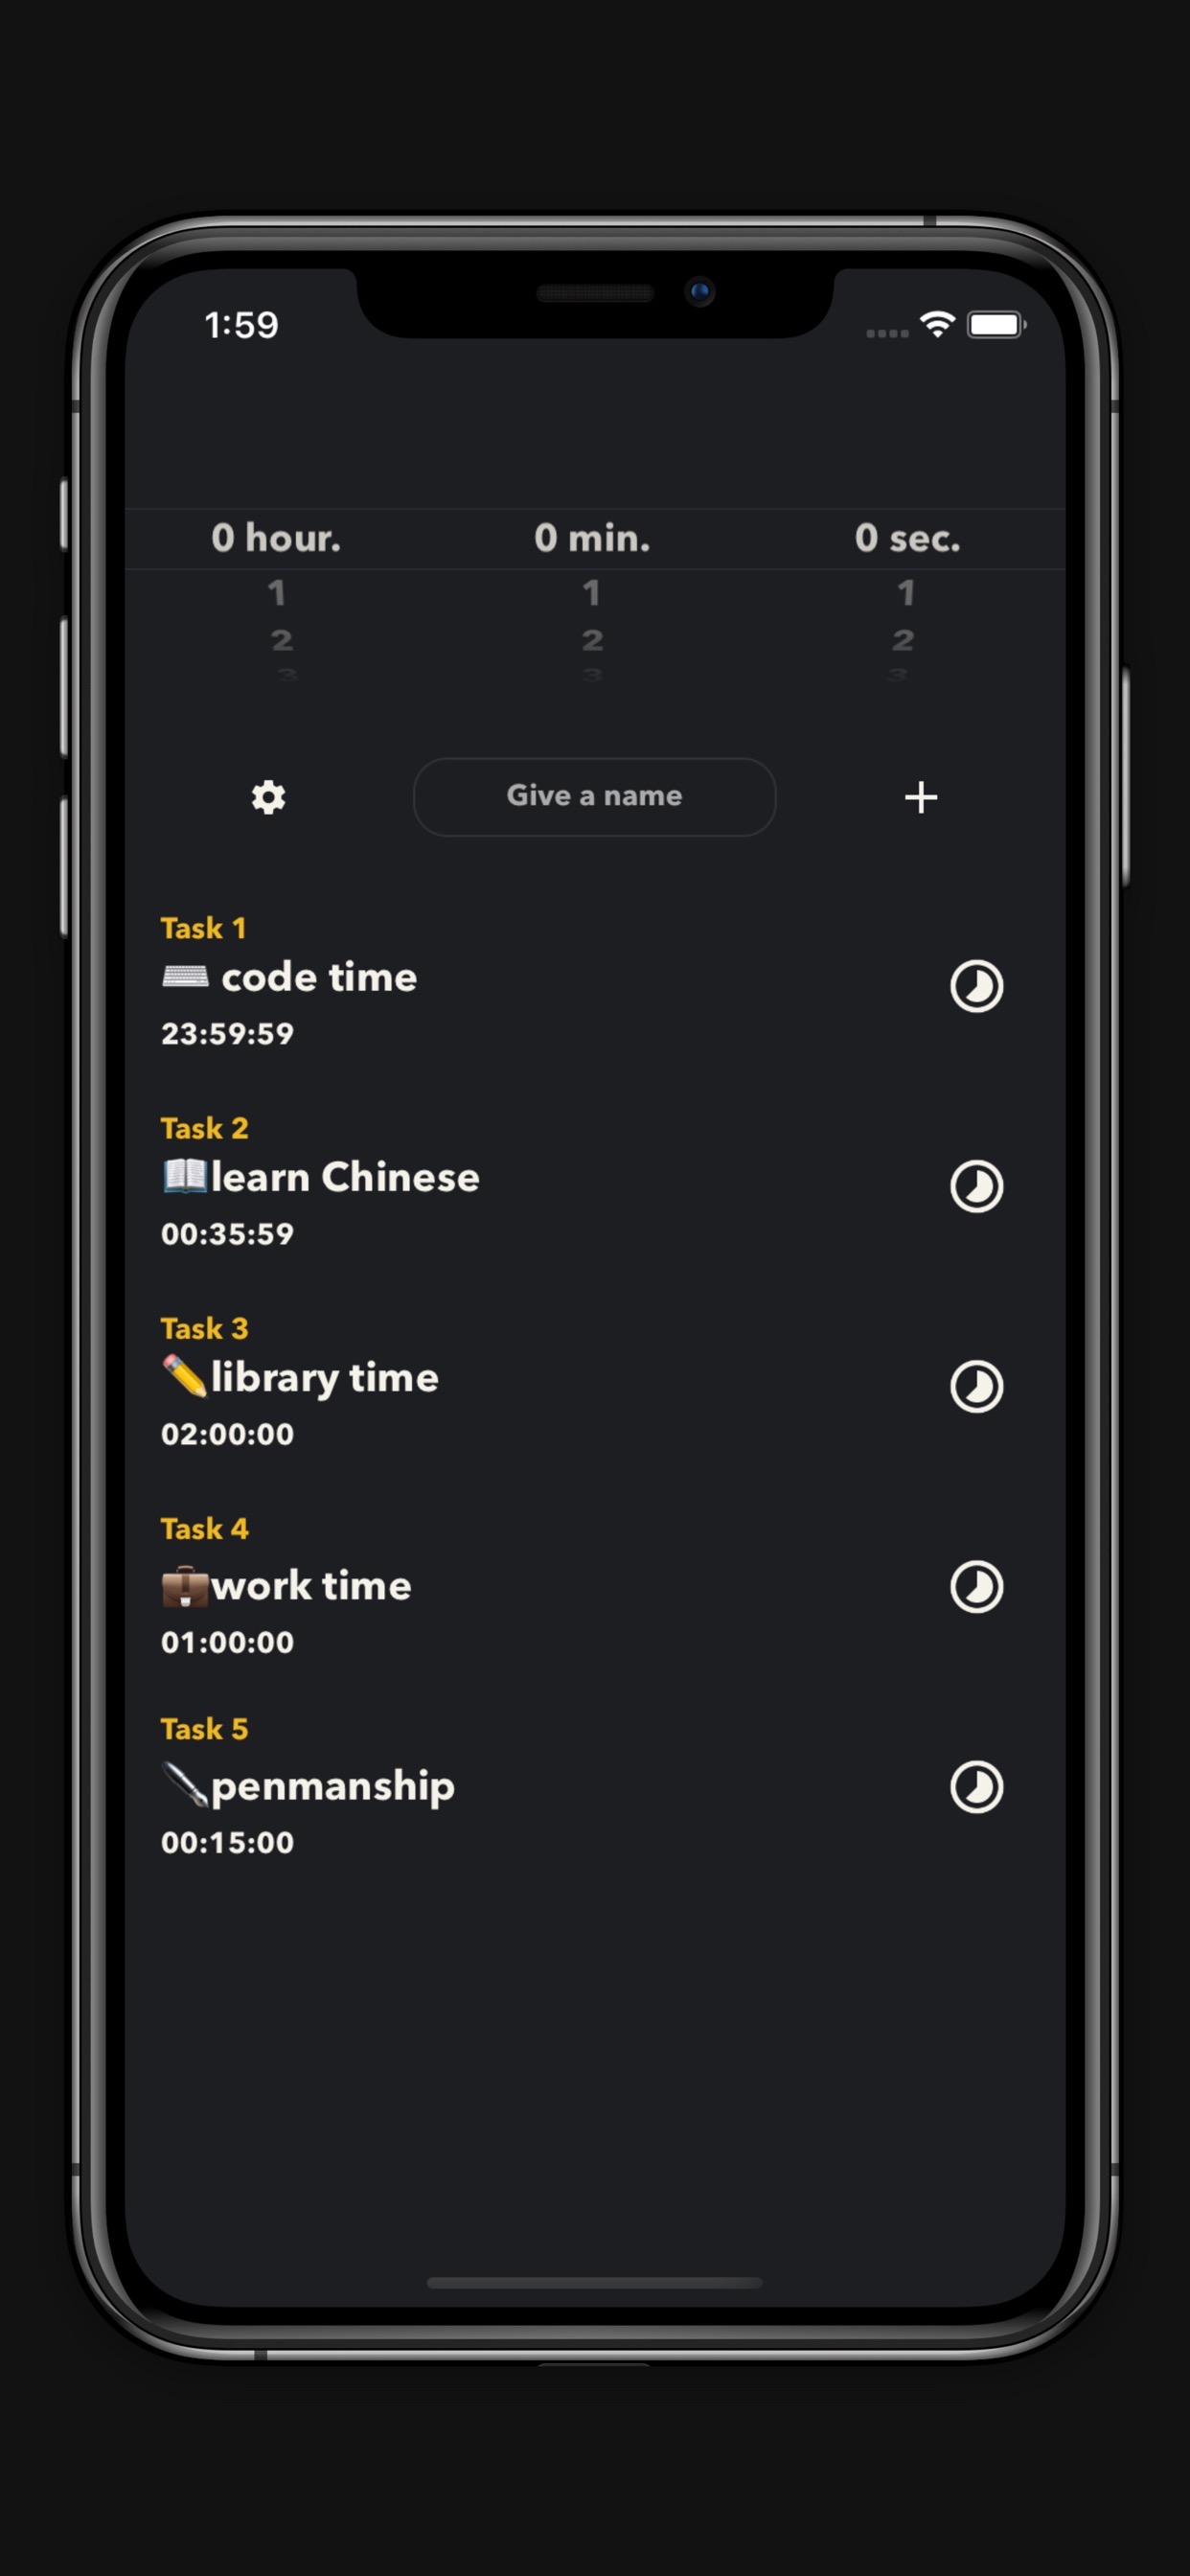 1:59
0 hour. 0 min. 0 sec.
1 1 1
2 2 2
3 3 3
Give a name
Task 1
⌨️ code time
23:59:59
Task 2
📖learn Chinese
00:35:59
Task 3
✏️library time
02:00:00
Task 4
💼work time
01:00:00
Task 5
🖋️penmanship
00:15:00